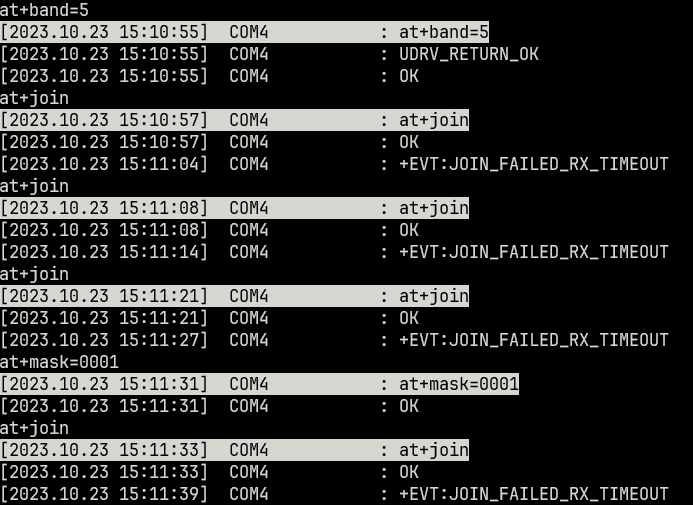 at+band=5
[2023.10.23 15:10:55]  COM4           : at+band=5
[2023.10.23 15:10:55]  COM4           : UDRV_RETURN_OK
[2023.10.23 15:10:55]  COM4           : OK
at+join
[2023.10.23 15:10:57]  COM4           : at+join
[2023.10.23 15:10:57]  COM4           : OK
[2023.10.23 15:11:04]  COM4           : +EVT:JOIN_FAILED_RX_TIMEOUT
at+join
[2023.10.23 15:11:08]  COM4           : at+join
[2023.10.23 15:11:08]  COM4           : OK
[2023.10.23 15:11:14]  COM4           : +EVT:JOIN_FAILED_RX_TIMEOUT
at+join
[2023.10.23 15:11:21]  COM4           : at+join
[2023.10.23 15:11:21]  COM4           : OK
[2023.10.23 15:11:27]  COM4           : +EVT:JOIN_FAILED_RX_TIMEOUT
at+mask=0001
[2023.10.23 15:11:31]  COM4           : at+mask=0001
[2023.10.23 15:11:31]  COM4           : OK
at+join
[2023.10.23 15:11:33]  COM4           : at+join
[2023.10.23 15:11:33]  COM4           : OK
[2023.10.23 15:11:39]  COM4           : +EVT:JOIN_FAILED_RX_TIMEOUT